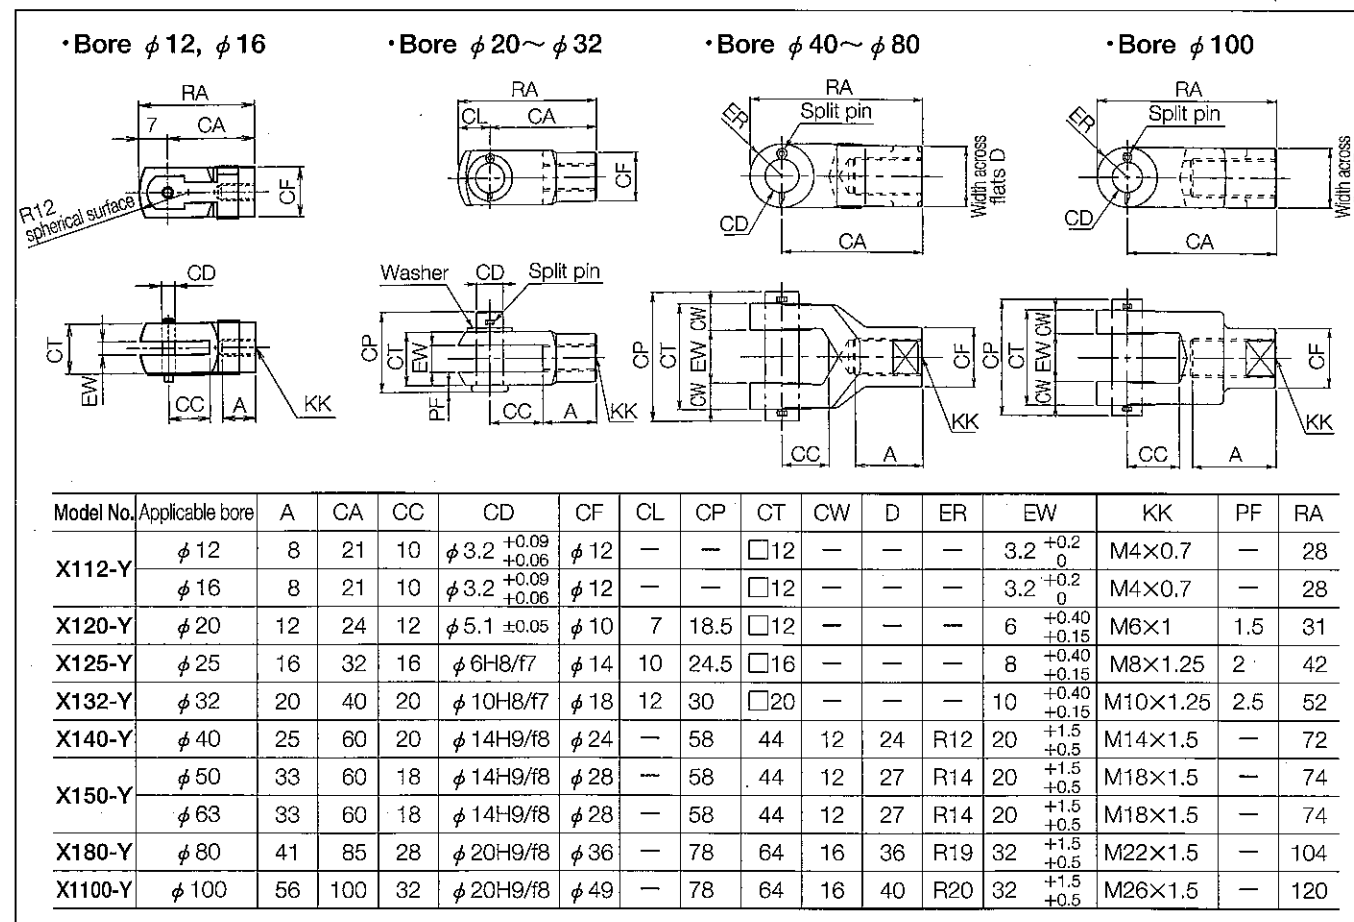 ・Bore φ12, φ16
・Bore φ20～φ32
・Bore φ40～φ80
・Bore φ100
RA
7
CA
CF
R12
spherical surface
RA
CL
CA
CF
RA
ER
Split pin
Width across
flats D
CD
CA
RA
ER
Split pin
Width across
CD
CA
CD
CT
EW
CC
A
KK
Washer
CD
Split pin
CP
CT
EW
PF
CC
A
KK
CP
CT
CW
EW
CW
CF
KK
CC
A
CP
CT
CW
EW
CW
CF
KK
CC
A
Model No. Applicable bore A CA CC CD CF CL CP CT CW D ER EW KK PF RA
X112-Y φ12 8 21 10 φ3.2 +0.09 +0.06 φ12 — — □12 — — — 3.2 +0.2 0 M4×0.7 — 28
φ16 8 21 10 φ3.2 +0.09 +0.06 φ12 — — □12 — — — 3.2 +0.2 0 M4×0.7 — 28
X120-Y φ20 12 24 12 φ5.1 ±0.05 φ10 7 18.5 □12 — — — 6 +0.40 +0.15 M6×1 1.5 31
X125-Y φ25 16 32 16 φ6H8/f7 φ14 10 24.5 □16 — — — 8 +0.40 +0.15 M8×1.25 2 42
X132-Y φ32 20 40 20 φ10H8/f7 φ18 12 30 □20 — — — 10 +0.40 +0.15 M10×1.25 2.5 52
X140-Y φ40 25 60 20 φ14H9/f8 φ24 — 58 44 12 24 R12 20 +1.5 +0.5 M14×1.5 — 72
X150-Y φ50 33 60 18 φ14H9/f8 φ28 — 58 44 12 27 R14 20 +1.5 +0.5 M18×1.5 — 74
φ63 33 60 18 φ14H9/f8 φ28 — 58 44 12 27 R14 20 +1.5 +0.5 M18×1.5 — 74
X180-Y φ80 41 85 28 φ20H9/f8 φ36 — 78 64 16 36 R19 32 +1.5 +0.5 M22×1.5 — 104
X1100-Y φ100 56 100 32 φ20H9/f8 φ49 — 78 64 16 40 R20 32 +1.5 +0.5 M26×1.5 — 120